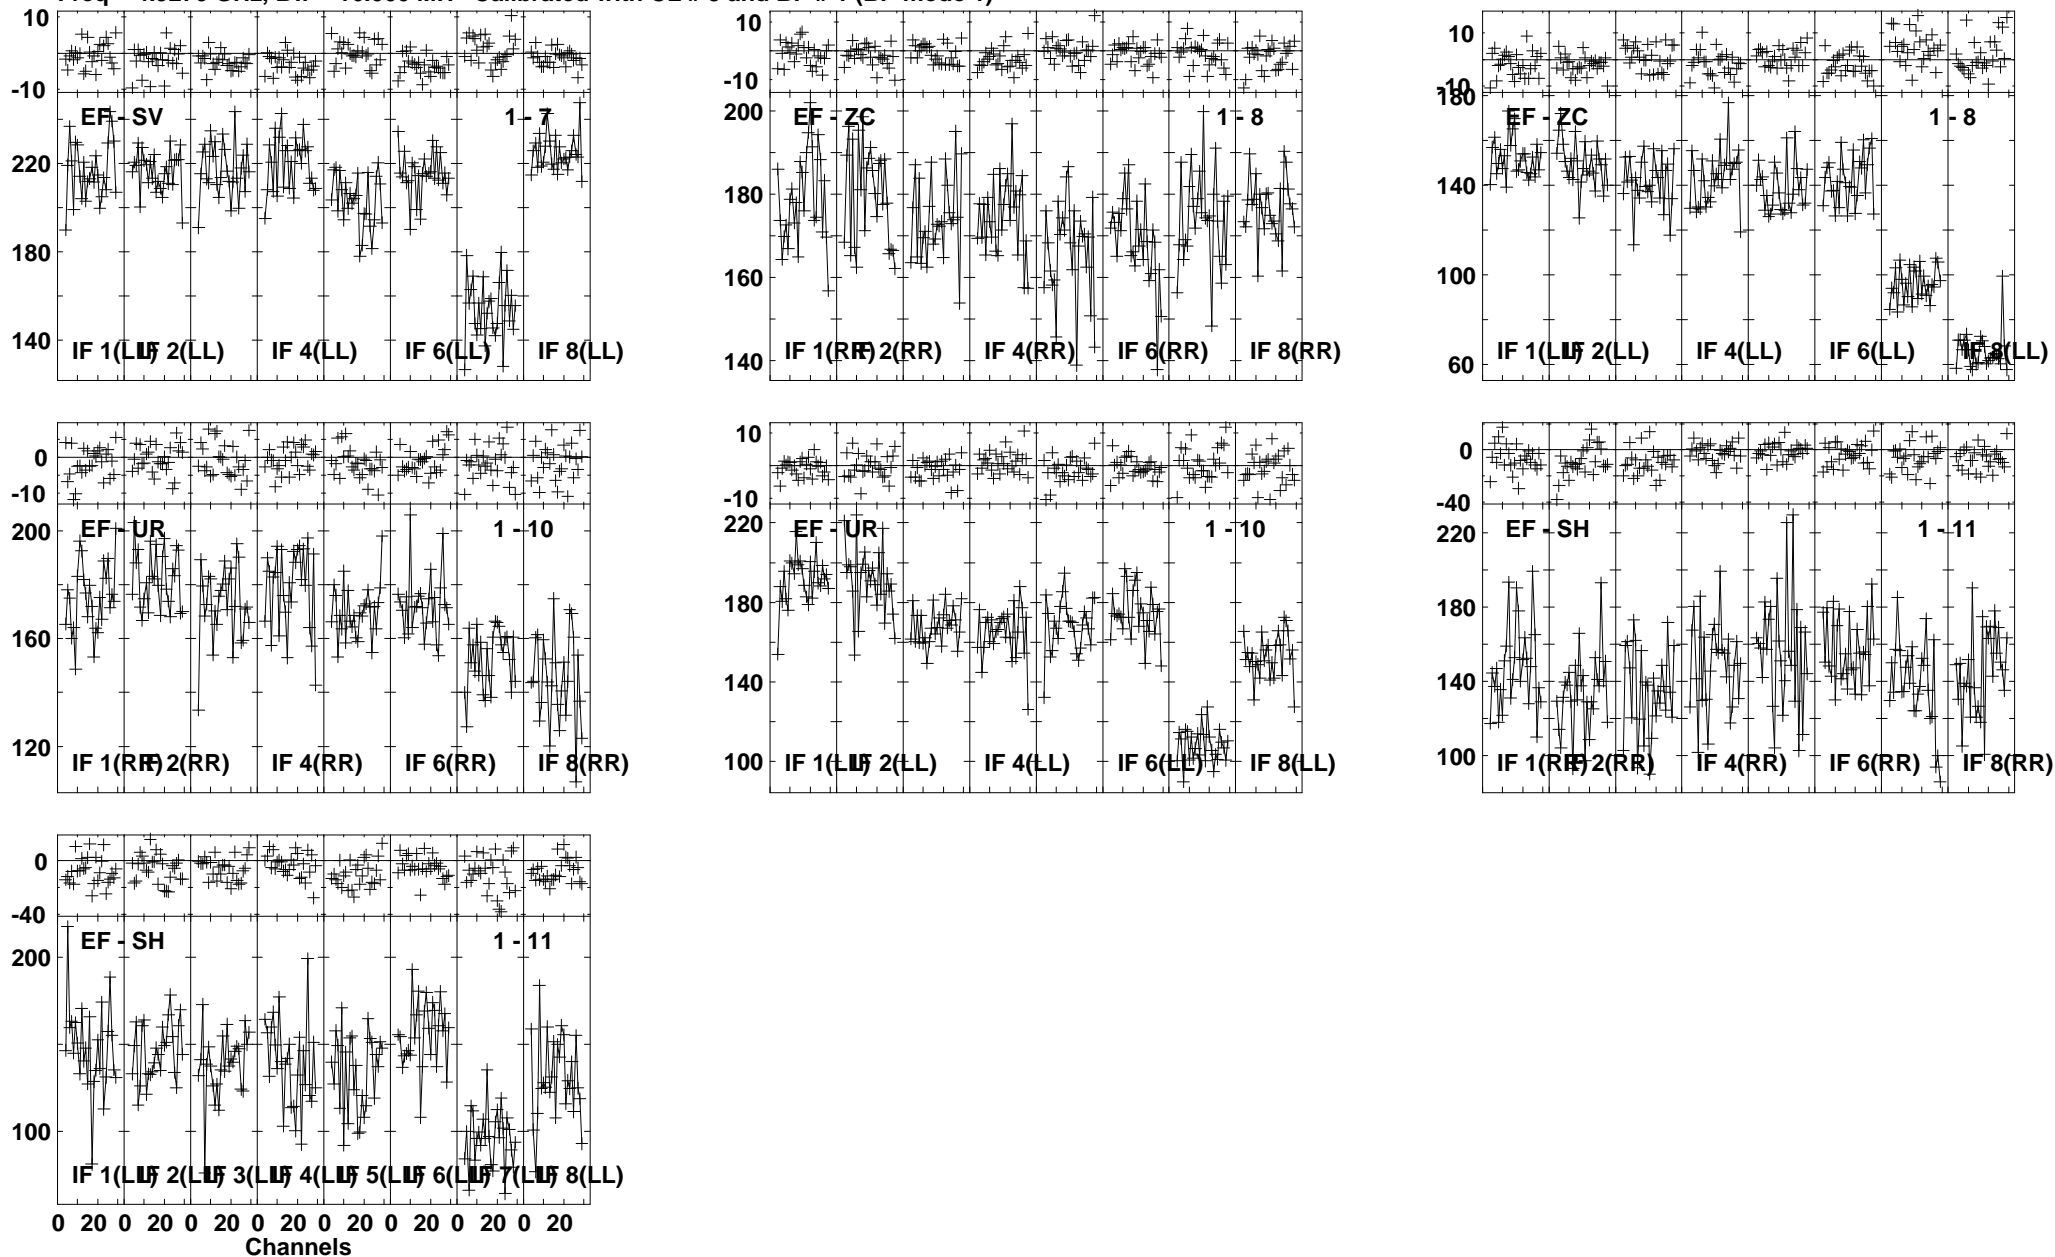 10
-10
EF - SV
1 - 7
220
180
140
IF 1(LL) IF 2(LL) IF 4(LL) IF 6(LL) IF 8(LL)
10
-10
200
EF - ZC
1 - 8
180
160
140
IF 1(RR) IF 2(RR) IF 4(RR) IF 6(RR) IF 8(RR)
10
-10
180
EF - ZC
1 - 8
140
100
60
IF 1(LL) IF 2(LL) IF 4(LL) IF 6(LL) IF 8(LL)
0
-10
200
EF - UR
1 - 10
160
120
IF 1(RR) IF 2(RR) IF 4(RR) IF 6(RR) IF 8(RR)
10
-10
220
EF - UR
1 - 10
180
140
100
IF 1(LL) IF 2(LL) IF 4(LL) IF 6(LL) IF 8(LL)
0
-40
220
EF - SH
1 - 11
180
140
100
IF 1(RR) IF 2(RR) IF 4(RR) IF 6(RR) IF 8(RR)
0
-40
EF - SH
1 - 11
200
100
IF 1(LL) IF 2(LL) IF 3(LL) IF 4(LL) IF 5(LL) IF 6(LL) IF 7(LL) IF 8(LL)
0 20 0 20 0 20 0 20 0 20 0 20 0 20 0 20
Channels